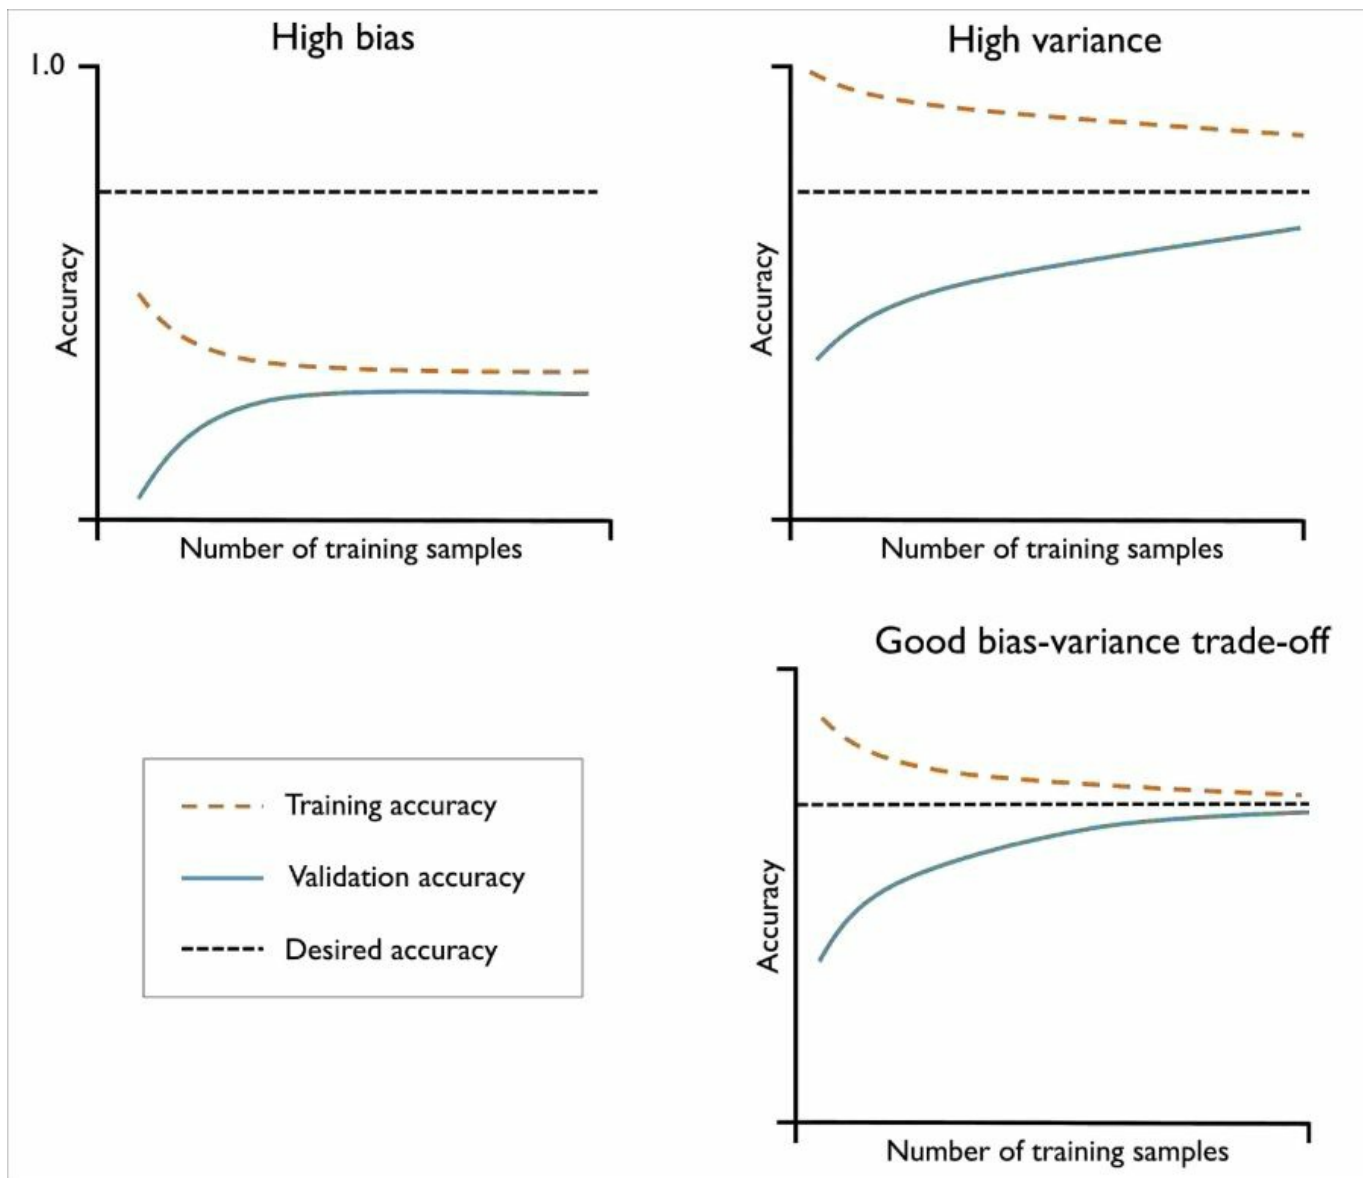 High bias
1.0
Accuracy
Number of training samples
High variance
Accuracy
Number of training samples
Training accuracy
Validation accuracy
Desired accuracy
Good bias-variance trade-off
Accuracy
Number of training samples